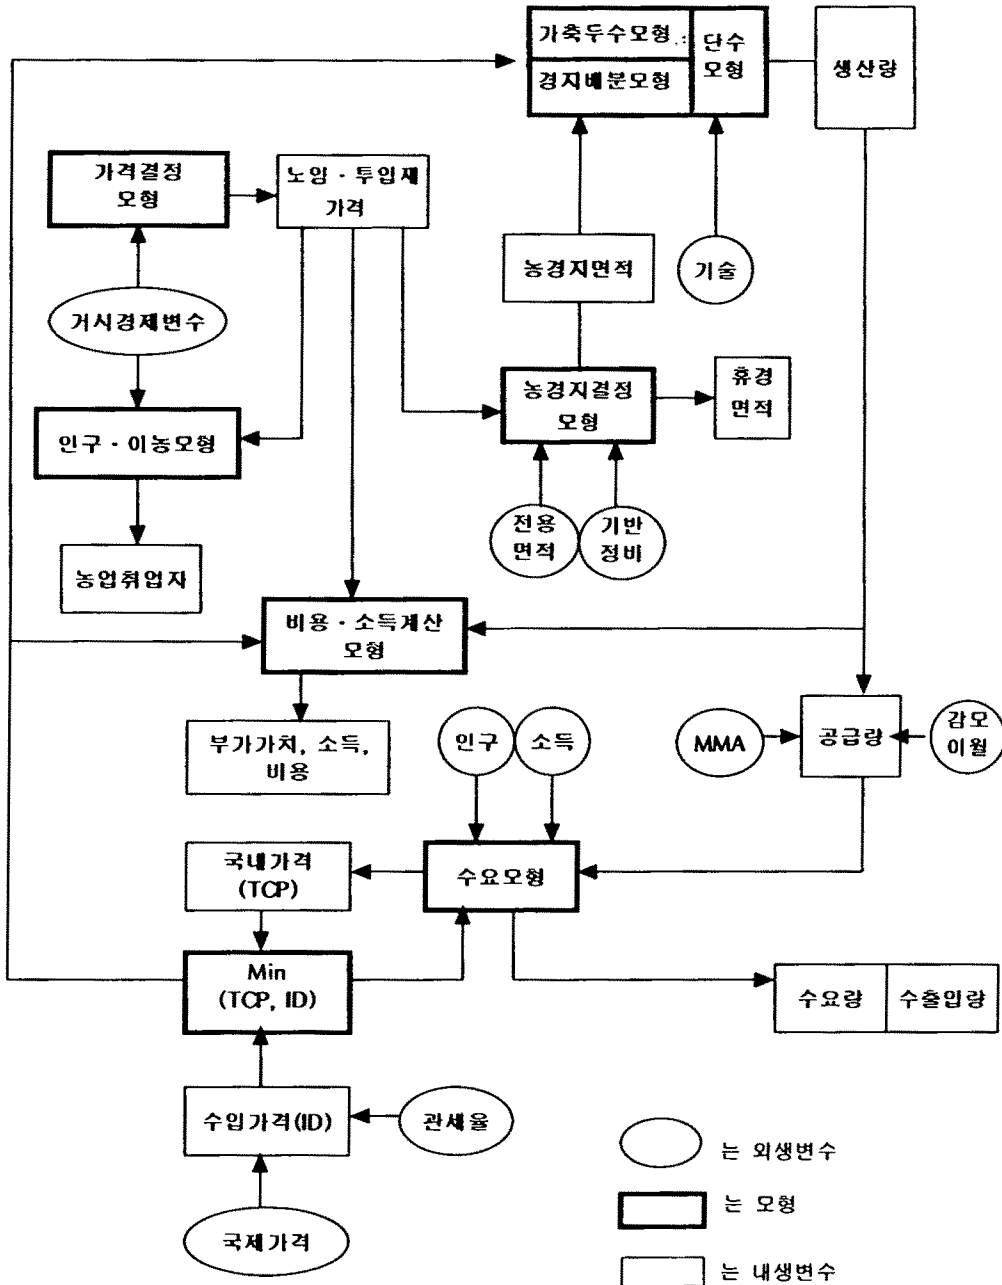 가축두수모형
단수
모형
경지배분모형
생산량
가격결정
모형
노임 · 투입재
가격
농경지면적
기술
거시경제변수
농경지결정
모형
휴경
면적
인구 · 이농모형
전용
면적
기반
정비
농업취업자
비용 · 소득계산
모형
부가가치, 소득,
비용
인구
소득
MMA
공급량
감모
이월
국내가격
(TCP)
수요모형
Min
(TCP, ID)
수요량
수출입량
수입가격(ID)
관세율
국제가격
는 외생변수
는 모형
는 내생변수